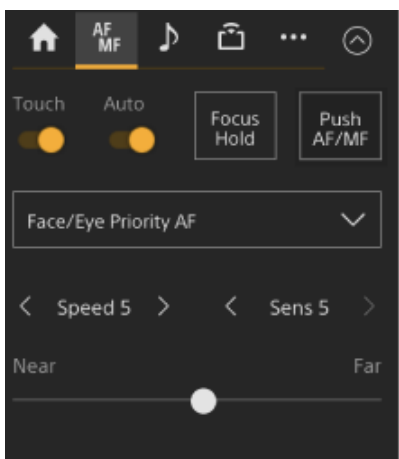 AF
MF
Touch
Auto
Focus
Hold
Push
AF/MF
Face/Eye Priority AF
Speed 5
Sens 5
Near
Far